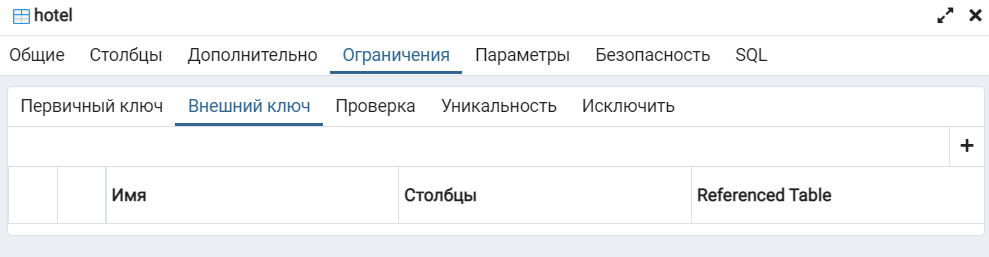 hotel
Общие Столбцы Дополнительно Ограничения Параметры Безопасность SQL
Первичный ключ Внешний ключ Проверка Уникальность Исключить
Имя Столбцы Referenced Table